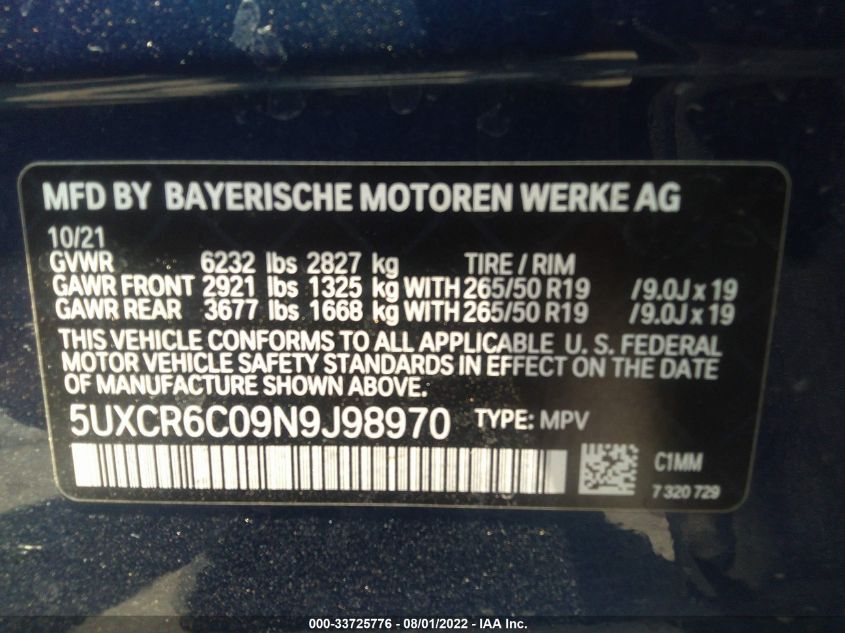 MFD BY BAYERISCHE MOTOREN WERKE AG
10/21
GVWR 6232 lbs 2827 kg TIRE / RIM
GAWR FRONT 2921 lbs 1325 kg WITH 265/50 R19 /9.0J x 19
GAWR REAR 3677 lbs 1668 kg WITH 265/50 R19 /9.0J x 19
THIS VEHICLE CONFORMS TO ALL APPLICABLE U. S. FEDERAL
MOTOR VEHICLE SAFETY STANDARDS IN EFFECT ON THE DATE
OF MANUFACTURE SHOWN ABOVE.
5UXCR6C09N9J98970 TYPE: MPV
C1MM
7 320 729
000-33725776 - 08/01/2022 - IAA Inc.